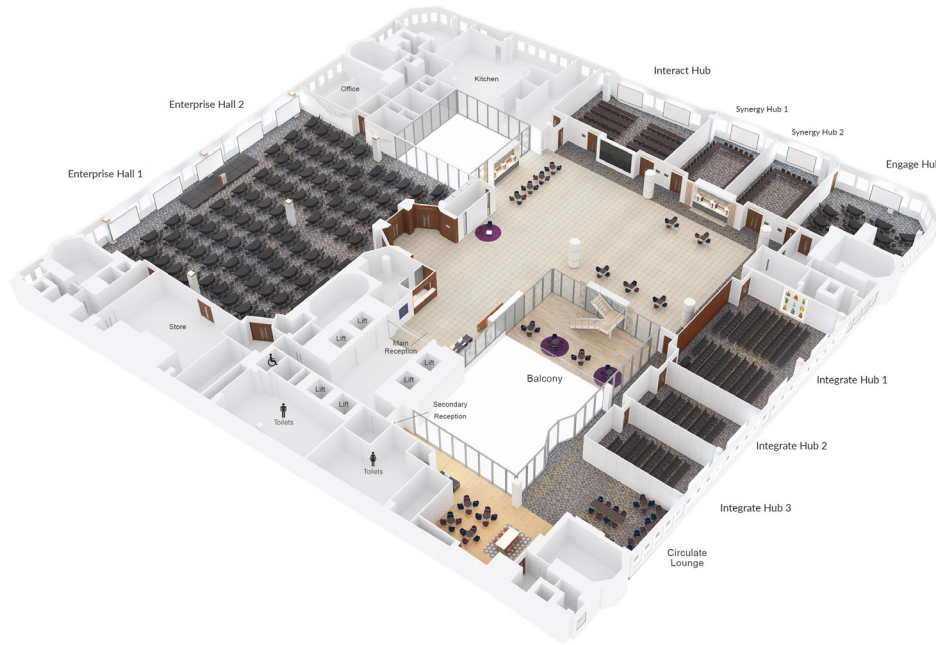 Interact Hub
Kitchen
Office
Enterprise Hall 2
Synergy Hub 1
Synergy Hub 2
Engage Hub
Enterprise Hall 1
Store
Lift
Lift
Main
Reception
Lift
Lift
Balcony
Integrate Hub 1
Lift
Lift
Secondary
Reception
Toilets
Integrate Hub 2
Toilets
Integrate Hub 3
Circulate
Lounge